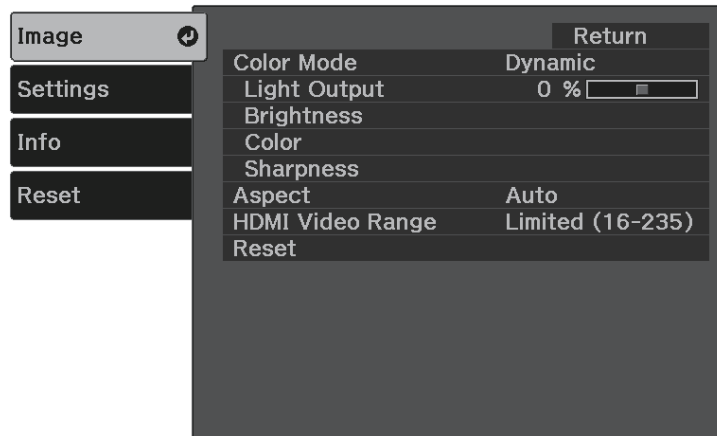 Image
Settings
Info
Reset
Return
Color Mode Dynamic
Light Output 0 %
Brightness
Color
Sharpness
Aspect Auto
HDMI Video Range Limited (16-235)
Reset